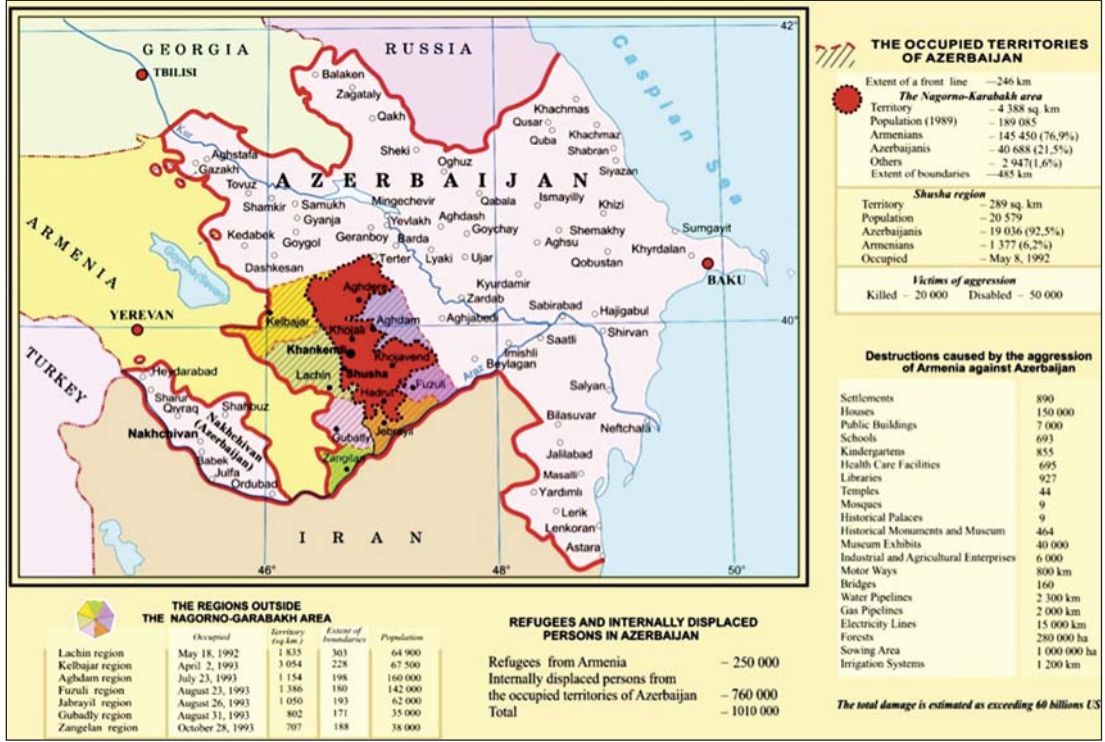 GEORGIA
RUSSIA
42°
TBILISI
Balaken
Zagataly
Qakh
Caspian Sea
Khachmas
Qusar
Quba
Khachmaz
Shabran
Siyazan
Kur
Sheki
Oghuz
Aghstafa
Gazakh
AZERBAIJAN
Tovuz
Shamkir
Samukh
Mingechevir
Qabala
Ismayilly
Khizi
Gyanja
Yevlakh
Aghdash
Goychay
Shemakhy
Sumgayit
Kedabek
Goygol
Geranboy
Barda
Aghsu
Khyrdalan
Dashkesan
Terter
Lyaki
Ujar
Qobustan
BAKU
ARMENIA
Goycha(Sevan)
Kyurdamir
Zardab
Aghdere
Sabirabad
Hajigabul
YEREVAN
Kelbajar
Aghdam
Aghjabedi
40°
Khojali
Shirvan
Khankendi
Khojavend
Imishli
Saatli
Beylagan
TURKEY
Heydarabad
Lachin
Shusha
Araz
Fuzuli
Salyan
Sharur
Qivraq
Shahbuz
Hadrut
Bilasuvar
Neftchala
Nakhchivan
Nakhchivan
(Azerbaijan)
Gubatly
Jebrayil
Babek
Zangilan
Jalilabad
Julfa
Masalli
Ordubad
Yardimli
Lerik
Lenkoran
IRAN
Astara
46°
48°
50°
THE OCCUPIED TERRITORIES
OF AZERBAIJAN
Extent of a front line —246 km
The Nagorno-Karabakh area
Territory – 4 388 sq. km
Population (1989) – 189 085
Armenians – 145 450 (76,9%)
Azerbaijanis – 40 688 (21,5%)
Others – 2 947(1,6%)
Extent of boundaries —485 km
Shusha region
Territory – 289 sq. km
Population – 20 579
Azerbaijanis – 19 036 (92,5%)
Armenians – 1 377 (6,2%)
Occupied – May 8, 1992
Victims of aggression
Killed – 20 000 Disabled – 50 000
Destructions caused by the aggression
of Armenia against Azerbaijan
Settlements 890
Houses 150 000
Public Buildings 7 000
Schools 693
Kindergartens 855
Health Care Facilities 695
Libraries 927
Temples 44
Mosques 9
Historical Palaces 9
Historical Monuments and Museum 464
Museum Exhibits 40 000
Industrial and Agricultural Enterprises 6 000
Motor Ways 800 km
Bridges 160
Water Pipelines 2 300 km
Gas Pipelines 2 000 km
Electricity Lines 15 000 km
Forests 280 000 ha
Sowing Area 1 000 000 ha
Irrigation Systems 1 200 km
The total damage is estimated as exceeding 60 billions US
THE REGIONS OUTSIDE
THE NAGORNO-GARABAKH AREA
Occupied Territory (sq.km.) Extent of boundaries Population
Lachin region May 18, 1992 1 835 303 64 900
Kelbajar region April 2, 1993 3 054 228 67 500
Aghdam region July 23, 1993 1 154 198 160 000
Fuzuli region August 23, 1993 1 386 180 142 000
Jabrayil region August 26, 1993 1 050 193 62 000
Gubadly region August 31, 1993 802 171 35 000
Zangelan region October 28, 1993 707 188 38 000
REFUGEES AND INTERNALLY DISPLACED
PERSONS IN AZERBAIJAN
Refugees from Armenia – 250 000
Internally displaced persons from
the occupied territories of Azerbaijan – 760 000
Total – 1010 000